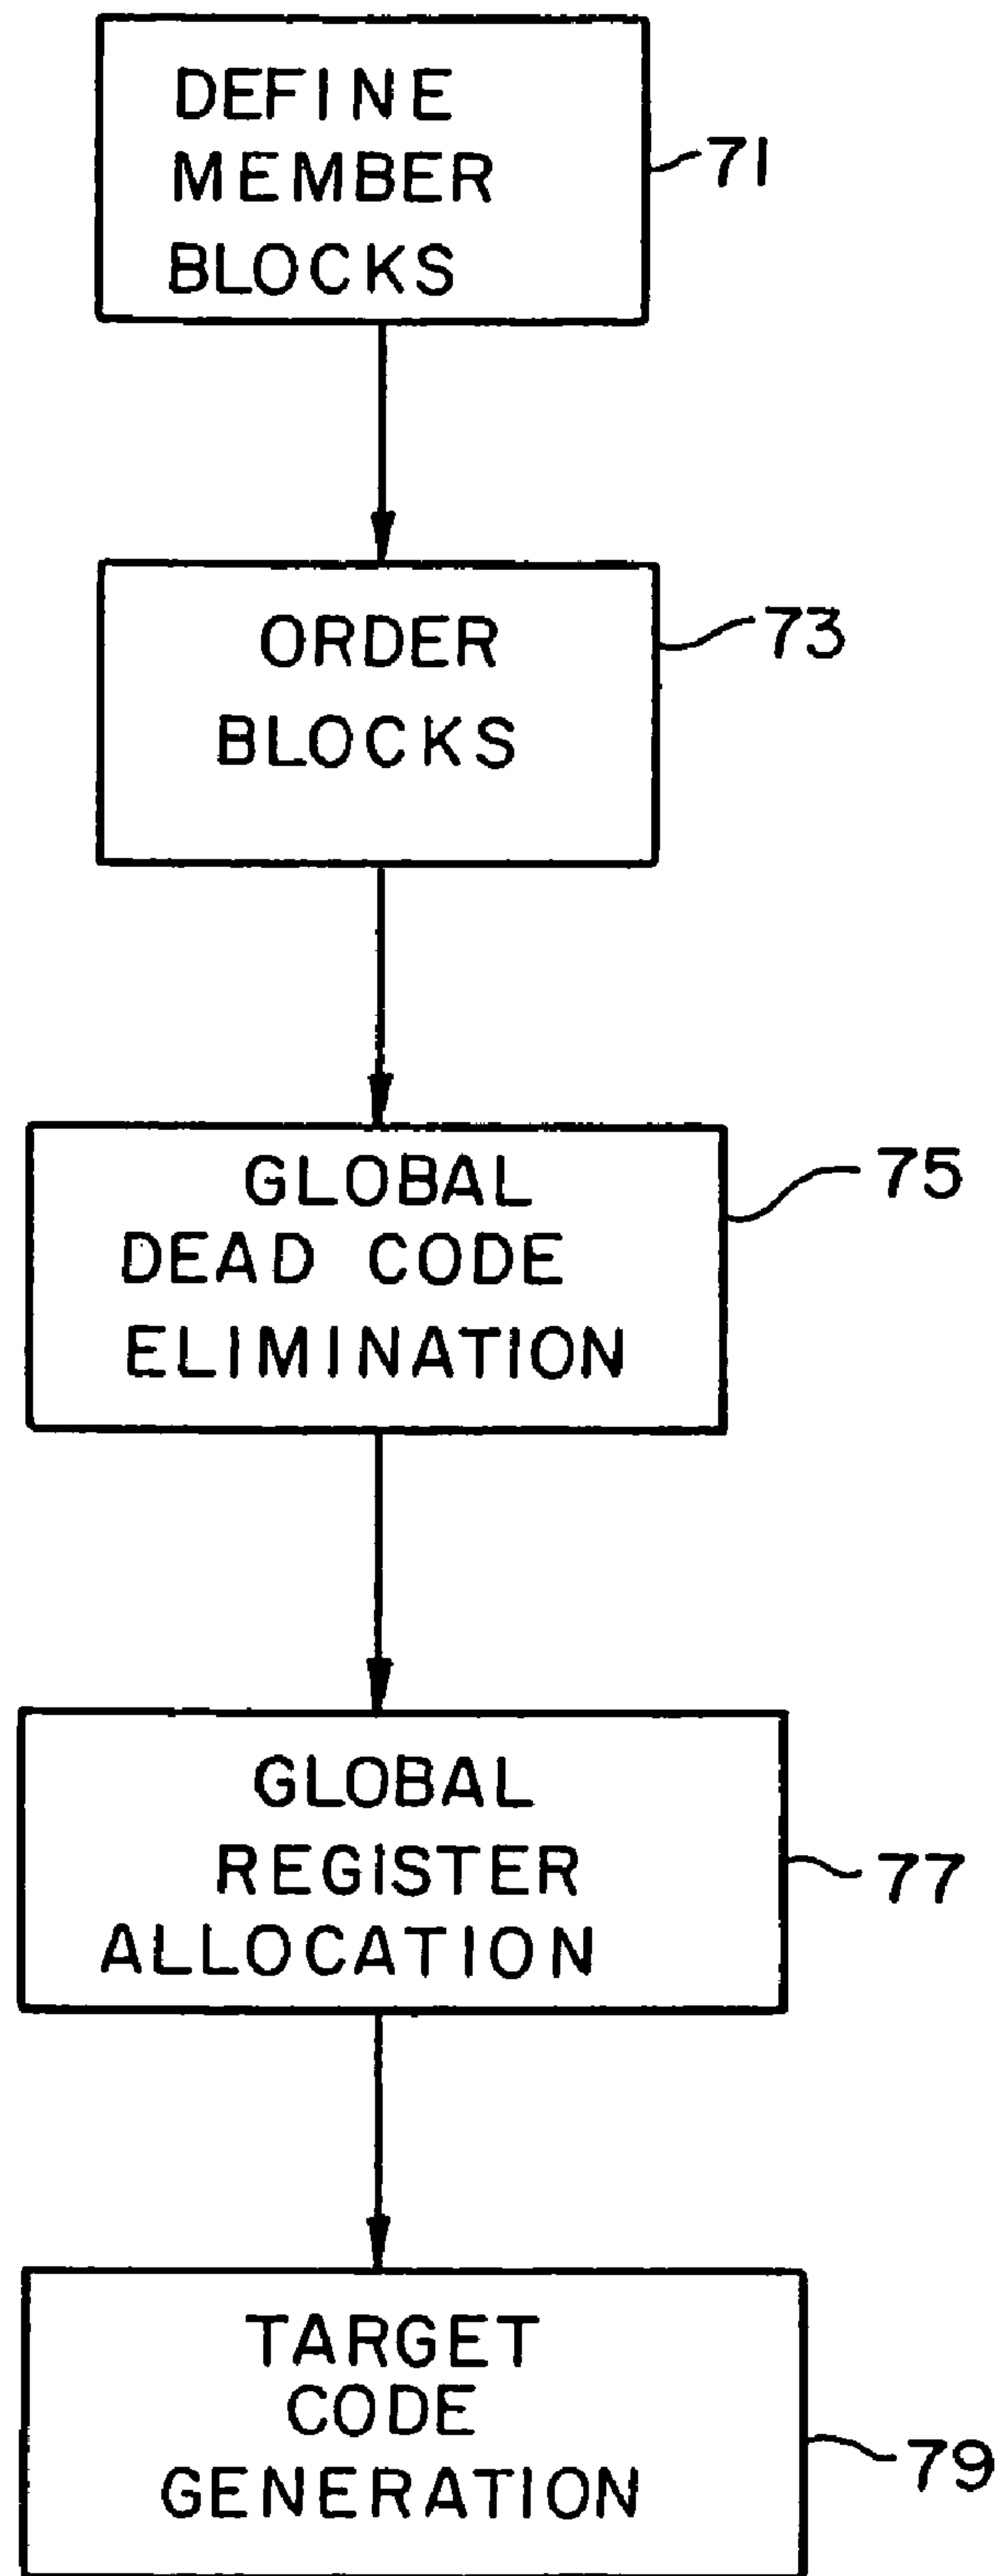 DEFINE
MEMBER
BLOCKS
71
ORDER
BLOCKS
73
GLOBAL
DEAD CODE
ELIMINATION
75
GLOBAL
REGISTER
ALLOCATION
77
TARGET
CODE
GENERATION
79